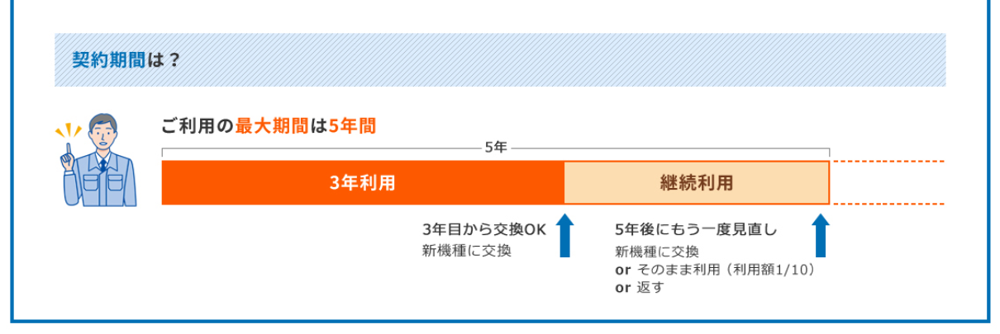 契約期間は？
ご利用の最大期間は5年間
5年
3年利用
継続利用
3年目から交換OK
新機種に交換
5年後にもう一度見直し
新機種に交換
or そのまま利用（利用額1/10）
or 返す